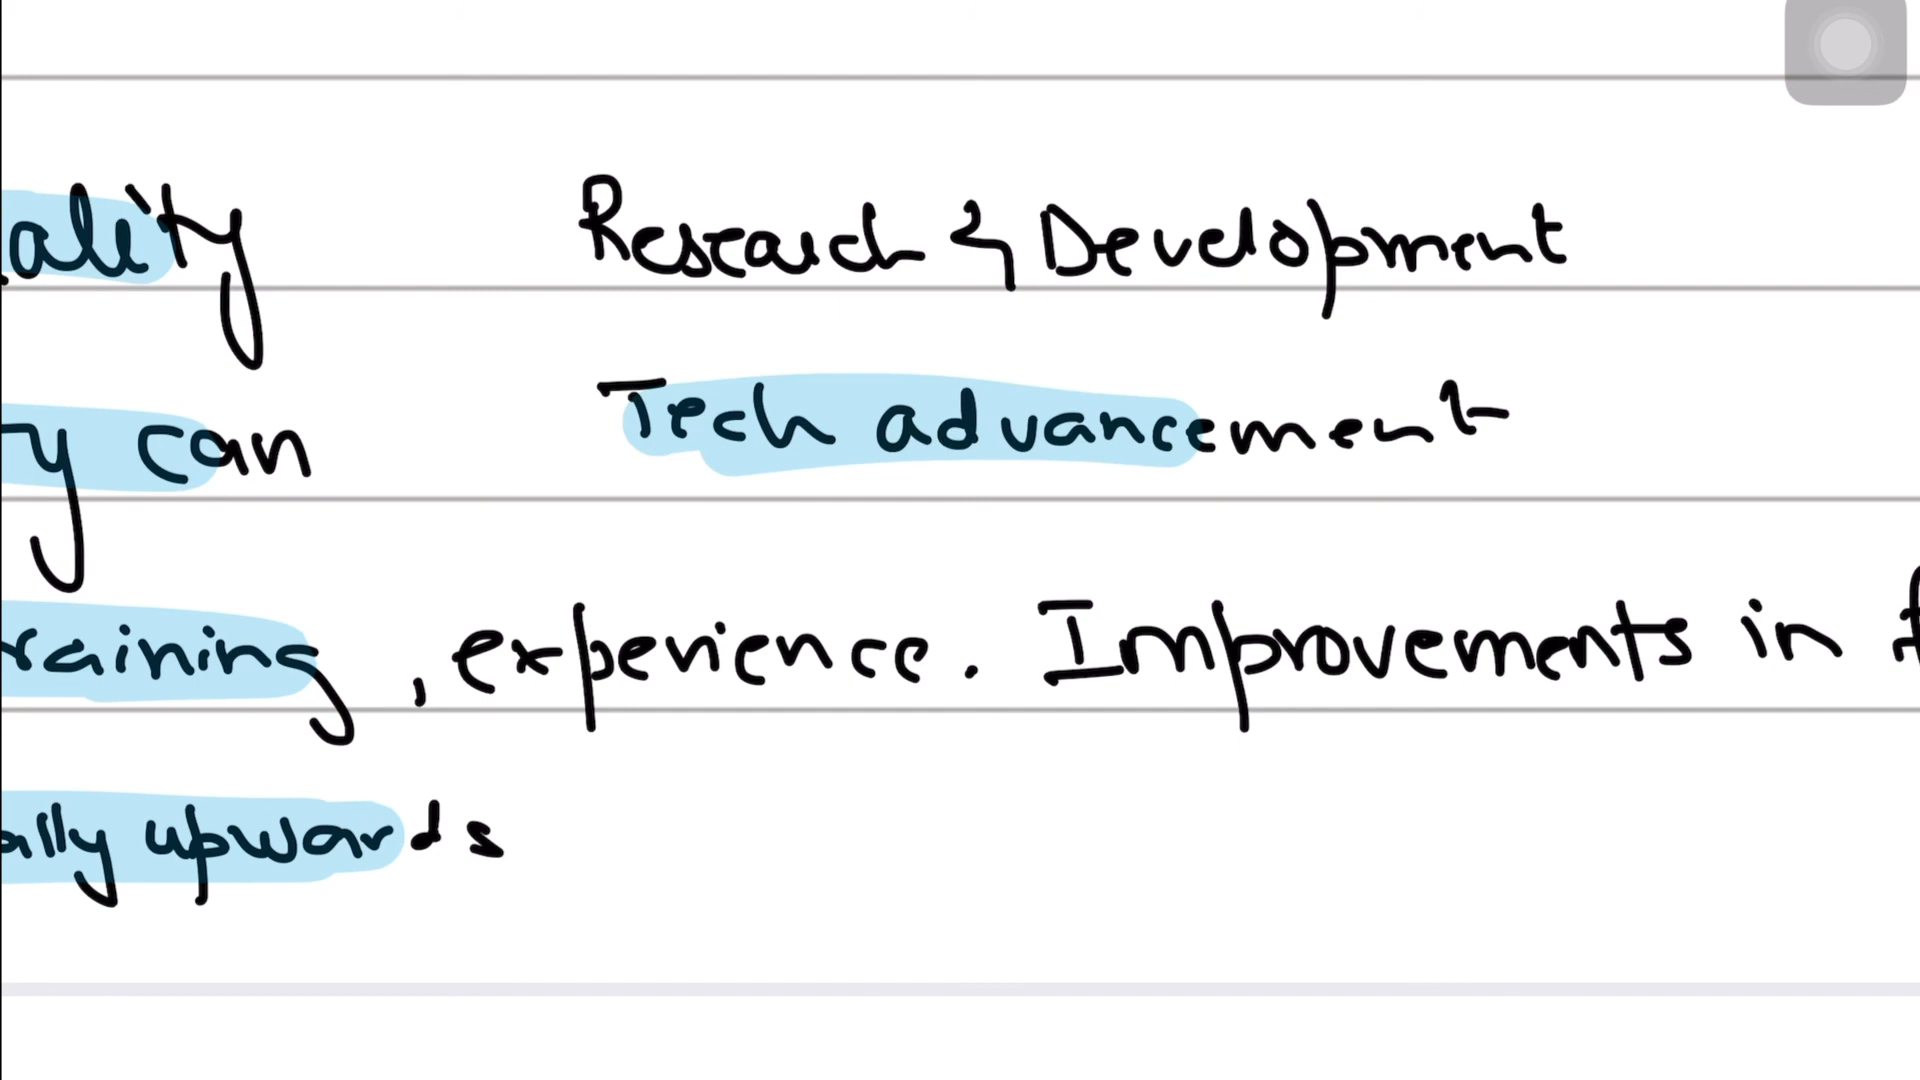 ality Research & Development
y can Tech advancement
raining, experience. Improvements in
ally upwards